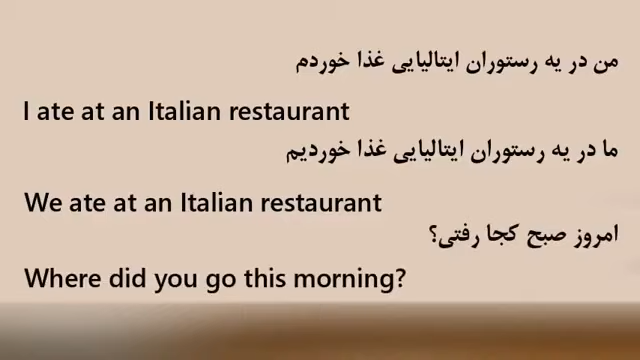 من در یه رستوران ایتالیایی غذا خوردم
I ate at an Italian restaurant
ما در یه رستوران ایتالیایی غذا خوردیم
We ate at an Italian restaurant
امروز صبح کجا رفتی؟
Where did you go this morning?